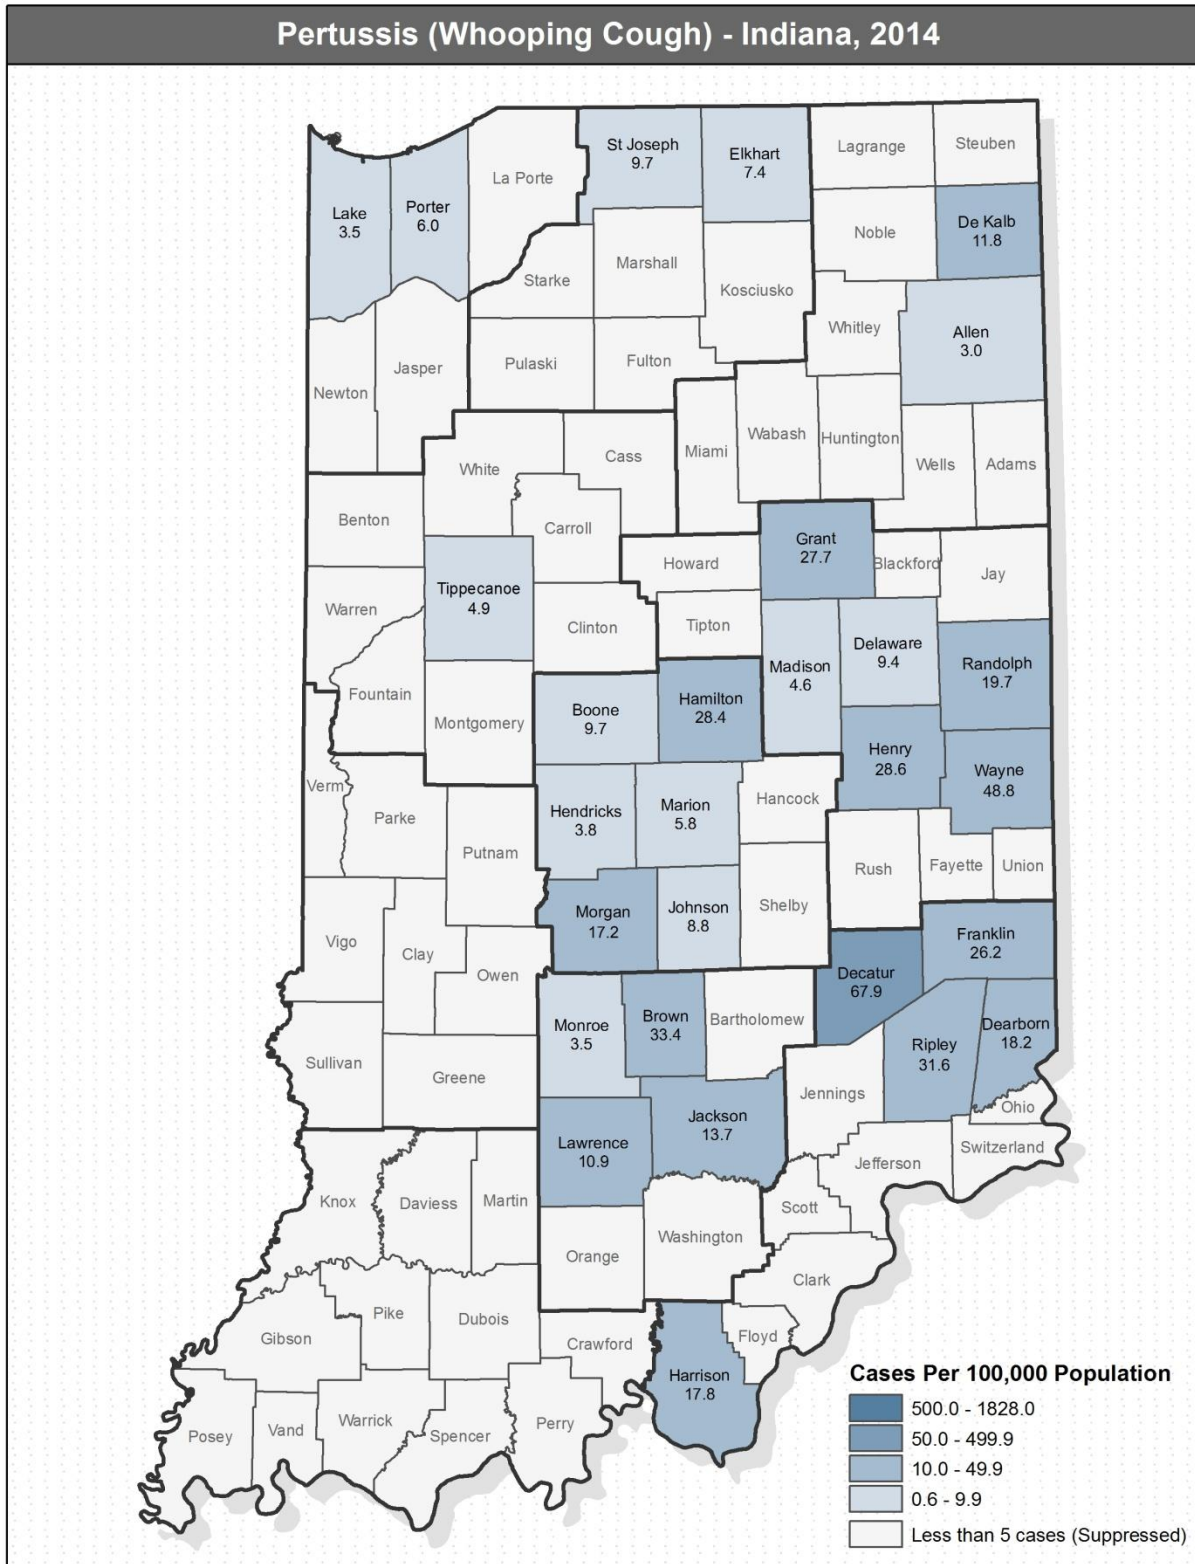 Pertussis (Whooping Cough) - Indiana, 2014
Lake
3.5
Porter
6.0
La Porte
St Joseph
9.7
Elkhart
7.4
Lagrange
Steuben
Noble
De Kalb
11.8
Starke
Marshall
Kosciusko
Whitley
Allen
3.0
Newton
Jasper
Pulaski
Fulton
White
Cass
Miami
Wabash
Huntington
Wells
Adams
Benton
Carroll
Howard
Grant
27.7
Blackford
Jay
Warren
Tippecanoe
4.9
Clinton
Tipton
Madison
4.6
Delaware
9.4
Randolph
19.7
Fountain
Montgomery
Boone
9.7
Hamilton
28.4
Henry
28.6
Wayne
48.8
Verm
Parke
Putnam
Hendricks
3.8
Marion
5.8
Hancock
Rush
Fayette
Union
Vigo
Clay
Owen
Morgan
17.2
Johnson
8.8
Shelby
Decatur
67.9
Franklin
26.2
Sullivan
Greene
Monroe
3.5
Brown
33.4
Bartholomew
Jennings
Ripley
31.6
Dearborn
18.2
Ohio
Switzerland
Lawrence
10.9
Jackson
13.7
Jefferson
Knox
Daviess
Martin
Orange
Washington
Scott
Clark
Gibson
Pike
Dubois
Crawford
Harrison
17.8
Floyd
Posey
Vand
Warrick
Spencer
Perry
Cases Per 100,000 Population
500.0 - 1828.0
50.0 - 499.9
10.0 - 49.9
0.6 - 9.9
Less than 5 cases (Suppressed)